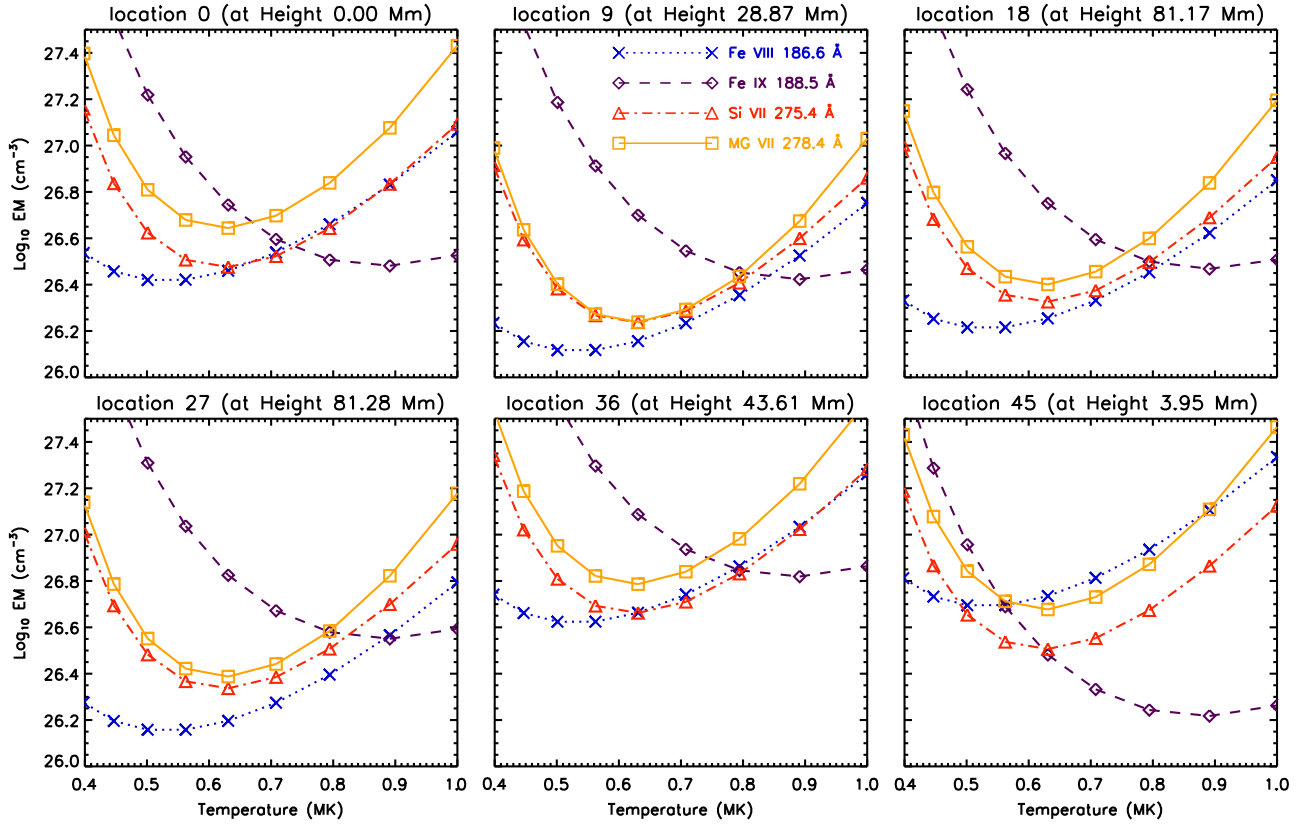 location 0 (at Height 0.00 Mm)
location 9 (at Height 28.87 Mm)
location 18 (at Height 81.17 Mm)
Log10 EM (cm−3)
27.4
27.2
27.0
26.8
26.6
26.4
26.2
26.0
Fe VIII 186.6 Å
Fe IX 188.5 Å
Si VII 275.4 Å
MG VII 278.4 Å
location 27 (at Height 81.28 Mm)
location 36 (at Height 43.61 Mm)
location 45 (at Height 3.95 Mm)
Log10 EM (cm−3)
27.4
27.2
27.0
26.8
26.6
26.4
26.2
26.0
0.4 0.5 0.6 0.7 0.8 0.9 1.0
0.4 0.5 0.6 0.7 0.8 0.9 1.0
0.4 0.5 0.6 0.7 0.8 0.9 1.0
Temperature (MK)
Temperature (MK)
Temperature (MK)